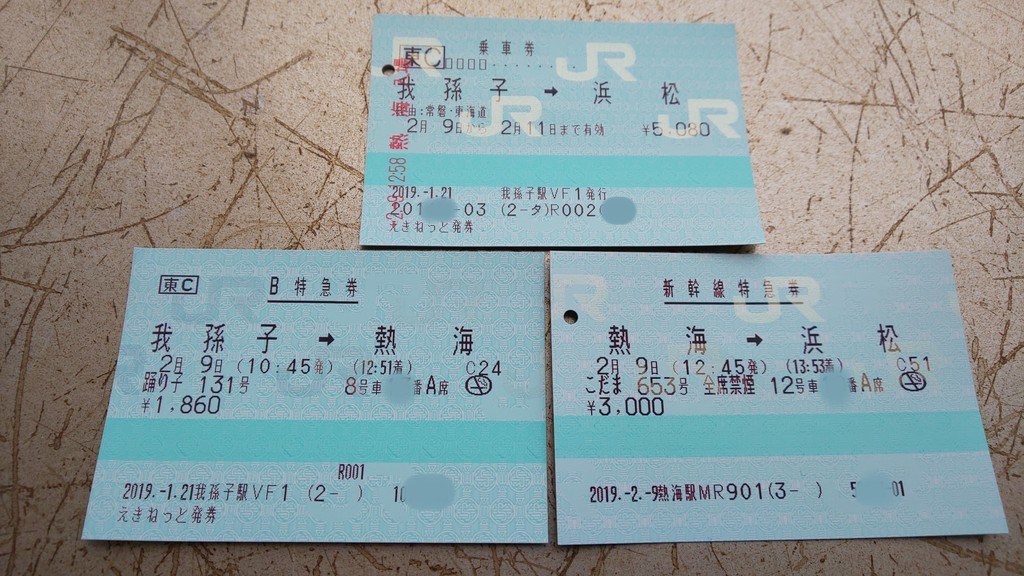 乗車券
東C
我孫子 → 浜松
経由:常磐・東海道
2月 9日から 2月11日まで有効 ¥5,080
2019.-1.21 我孫子駅VF1発行
-03 (2-タ)R002
えきねっと発券
熱海
東C
B特急券
我孫子 → 熱海
2月 9日 (10:45発) (12:51着) C24
踊り子 131号 8号車 番 A席
¥1,860
R001
2019.-1.21我孫子駅VF1 (2- ) 10
えきねっと発券
新幹線特急券
熱海 → 浜松
2月 9日 (12:45発) (13:53着) C51
こだま 653号 全席禁煙 12号車 番 A席
¥3,000
2019.-2.-9熱海駅MR901(3- ) 5 01